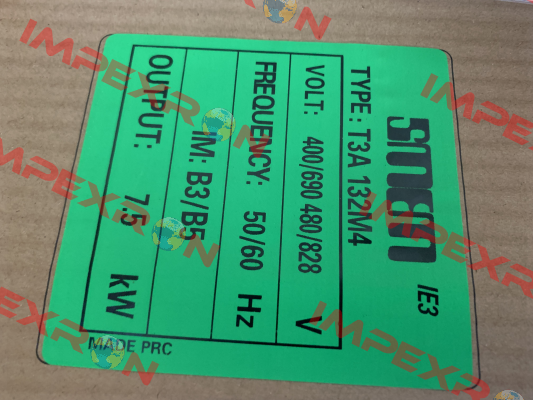 smem IE3
TYPE: T3A 132M4
VOLT: 400/690 480/828 V
FREQUENCY: 50/60 Hz
IM: B3/B5
OUTPUT: 7.5 kW
MADE PRC
IMPEXRON
IMPEXRON
IMPEXRON
IMPEXRON
IMPEXRON